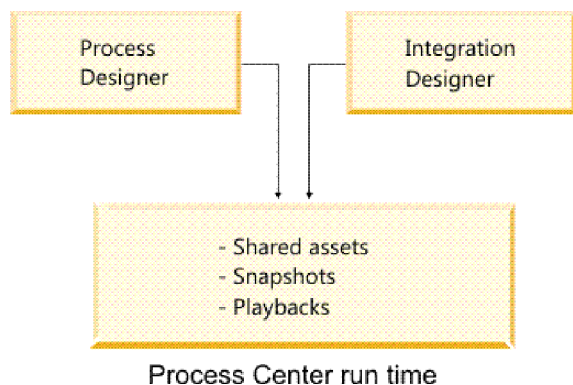 Process
Designer
Integration
Designer
- Shared assets
- Snapshots
- Playbacks
Process Center run time